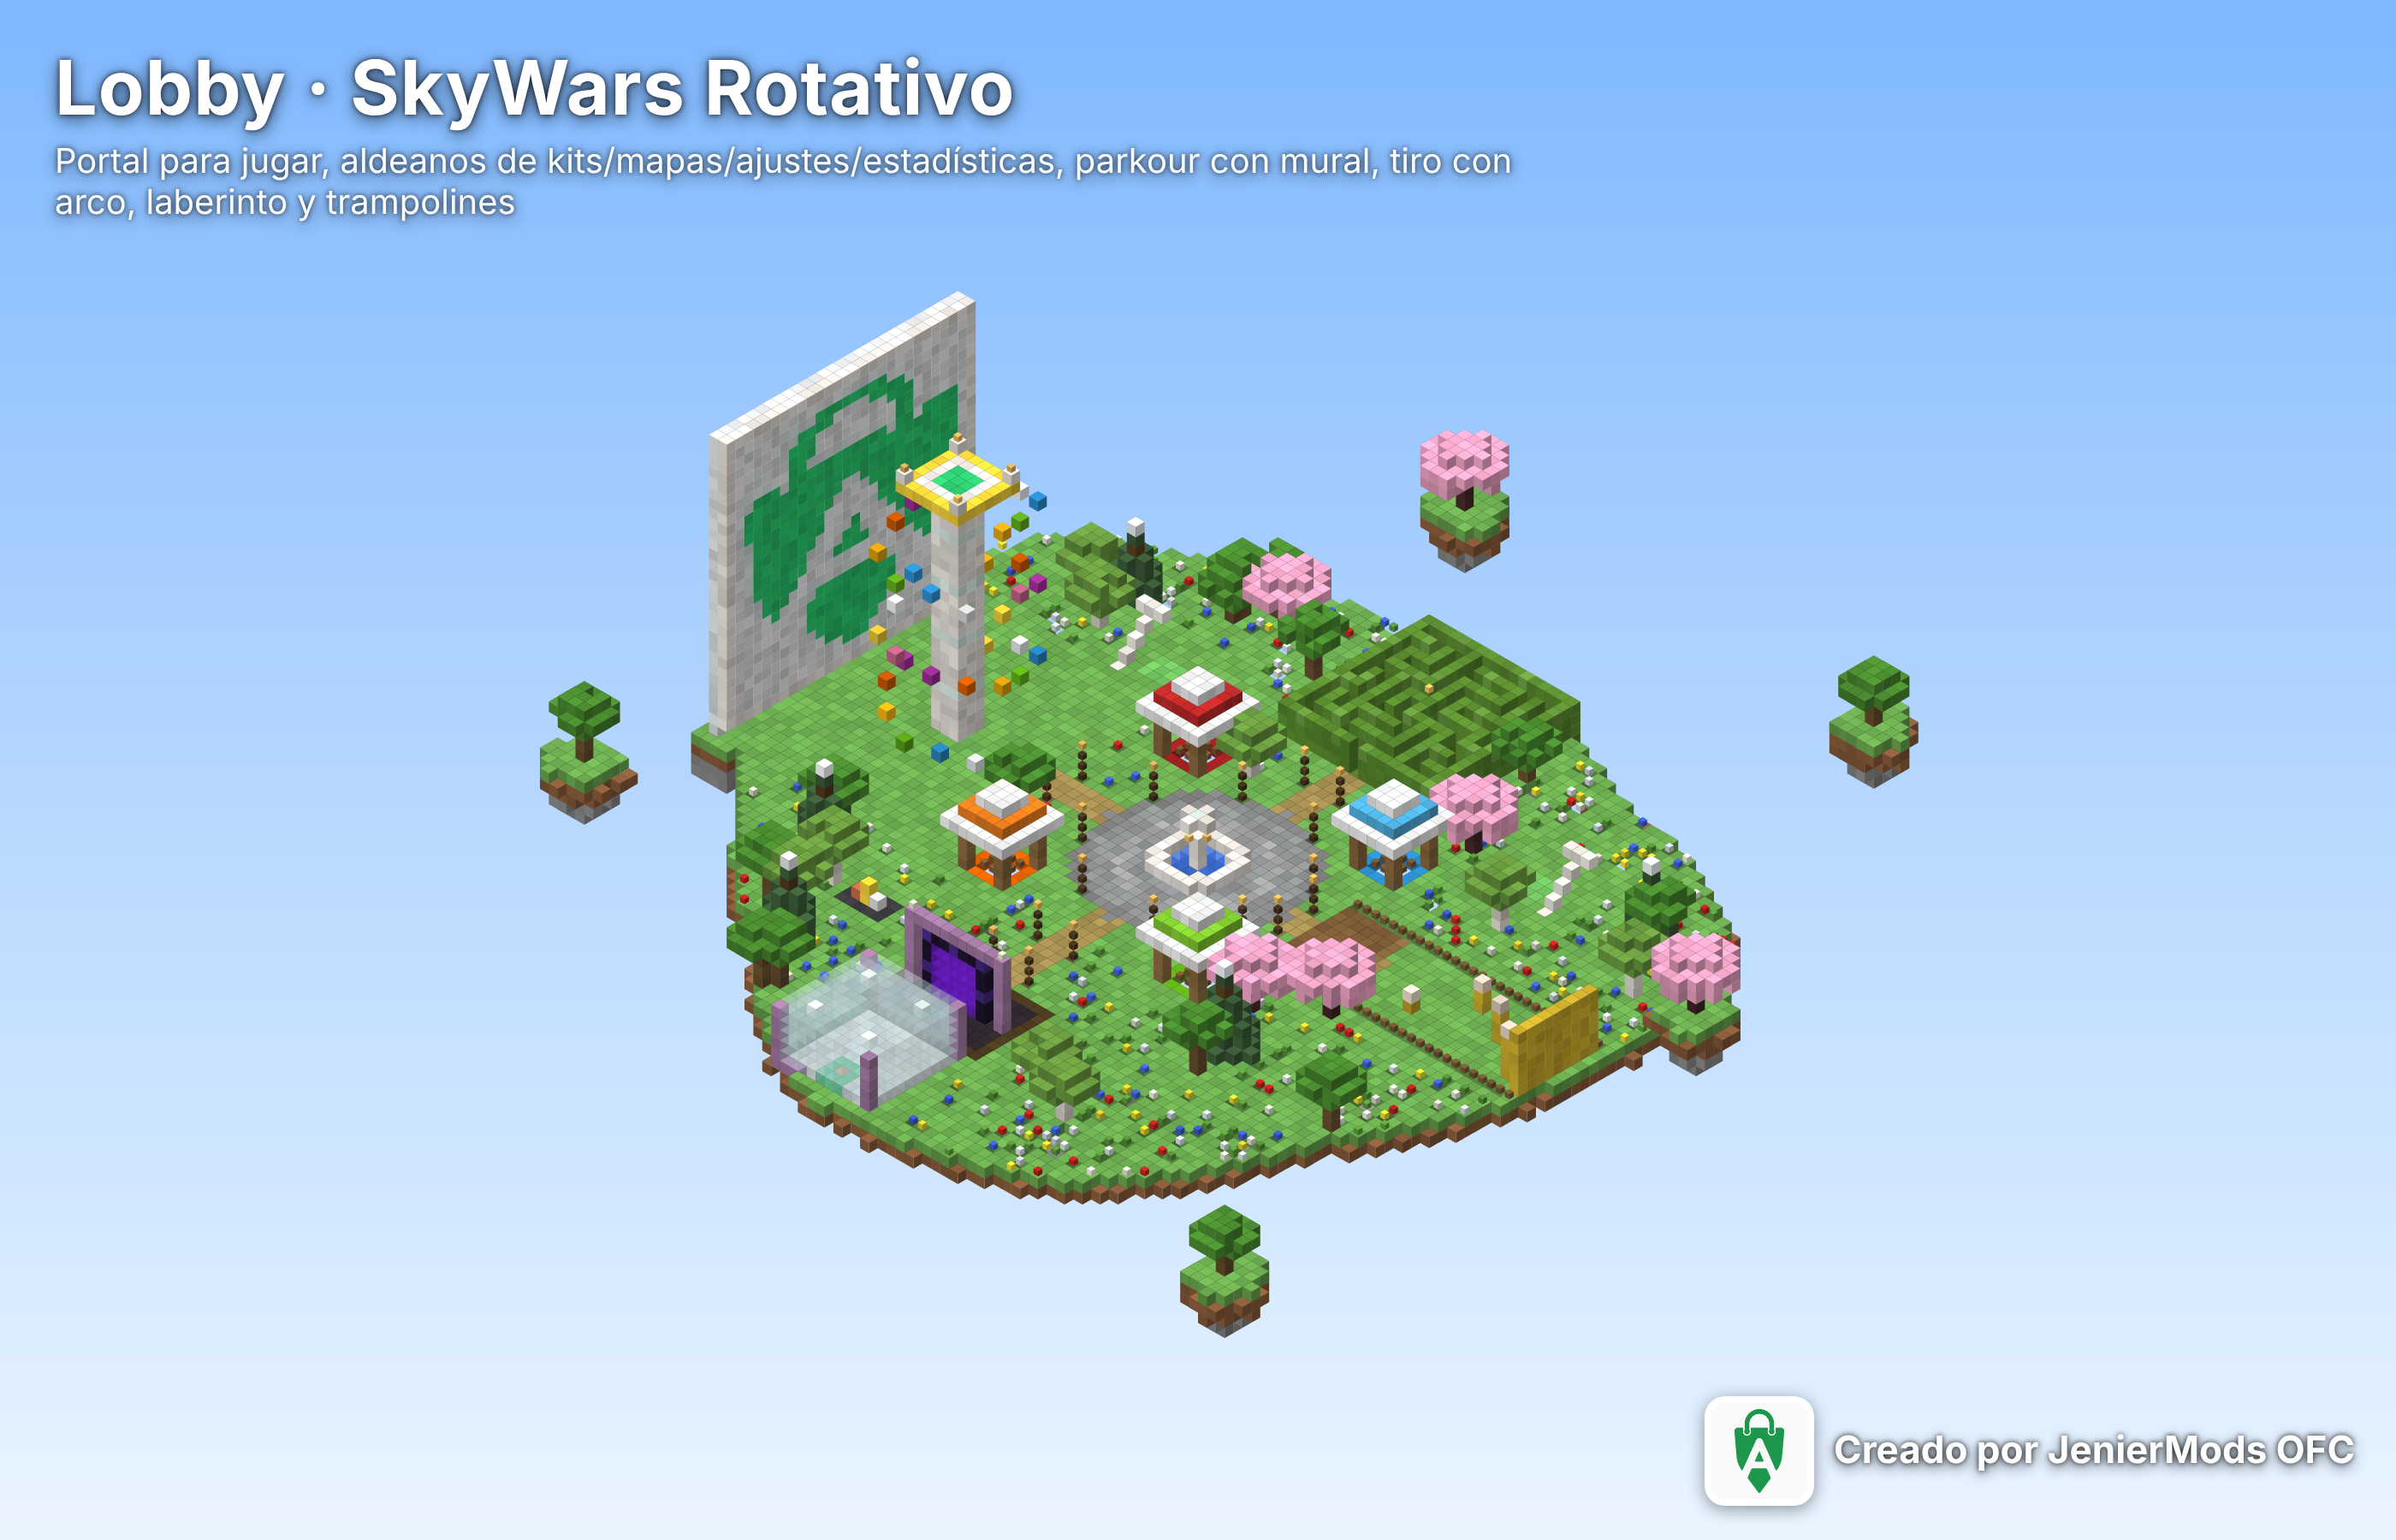 Lobby · SkyWars Rotativo
Portal para jugar, aldeanos de kits/mapas/ajustes/estadísticas, parkour con mural, tiro con
arco, laberinto y trampolines
A
Creado por JenierMods OFC